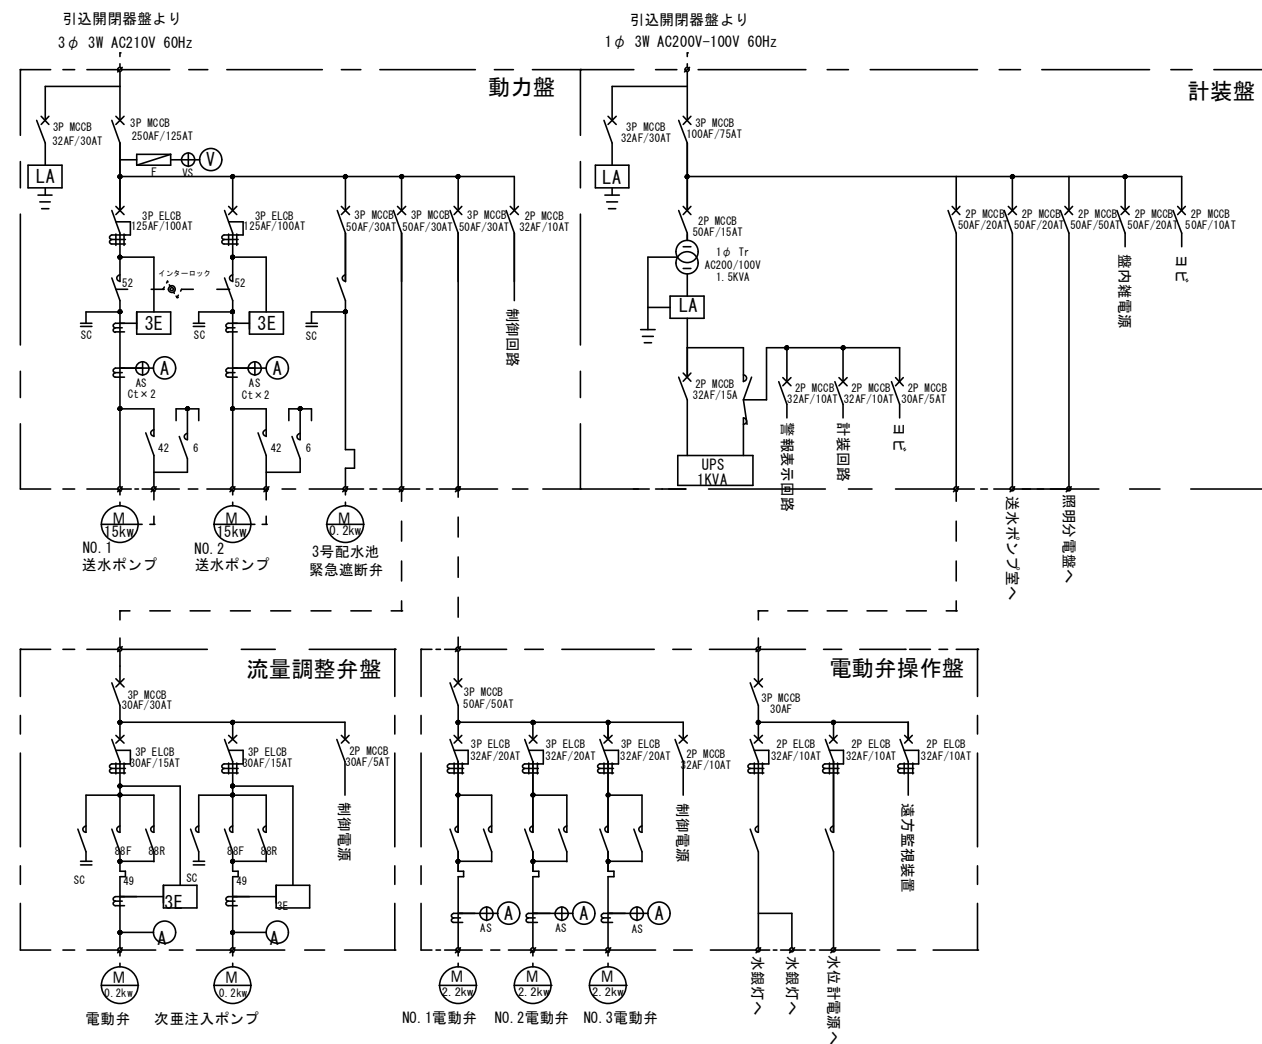 引込開閉器盤より
3φ 3W AC210V 60Hz
引込開閉器盤より
1φ 3W AC200V-100V 60Hz
動力盤
計装盤
3P MCCB
32AF/30AT
3P MCCB
250AF/125AT
LA
F
VS
V
3P ELCB
125AF/100AT
3P ELCB
125AF/100AT
3P MCCB
50AF/30AT
3P MCCB
50AF/30AT
3P MCCB
50AF/30AT
2P MCCB
32AF/10AT
52
インターロック
52
SC
3E
SC
3E
SC
制御回路
A
AS
Ct×2
A
AS
Ct×2
42
6
42
6
M
15kw
M
15kw
M
0.2kw
NO.1
送水ポンプ
NO.2
送水ポンプ
3号配水池
緊急遮断弁
3P MCCB
32AF/30AT
3P MCCB
100AF/75AT
LA
2P MCCB
50AF/15AT
1φ Tr
AC200/100V
1.5KVA
LA
2P MCCB
32AF/15A
2P MCCB
32AF/10AT
2P MCCB
32AF/10AT
2P MCCB
30AF/5AT
UPS
1KVA
警報表示回路
計装回路
ヨビ
2P MCCB
50AF/20AT
2P MCCB
50AF/20AT
2P MCCB
50AF/50AT
2P MCCB
50AF/20AT
2P MCCB
50AF/10AT
盤内雑電源
ヨビ
送水ポンプ室へ
照明分電盤へ
流量調整弁盤
3P MCCB
30AF/30AT
3P ELCB
30AF/15AT
3P ELCB
30AF/15AT
2P MCCB
30AF/5AT
制御電源
SC
88F
88R
49
3E
A
SC
88F
88R
49
3E
A
M
0.2kw
M
0.2kw
電動弁
次亜注入ポンプ
電動弁操作盤
3P MCCB
50AF/50AT
3P ELCB
32AF/20AT
3P ELCB
32AF/20AT
3P ELCB
32AF/20AT
2P MCCB
32AF/10AT
制御電源
A
AS
A
AS
A
AS
M
2.2kw
M
2.2kw
M
2.2kw
NO.1電動弁
NO.2電動弁
NO.3電動弁
3P MCCB
30AF
2P ELCB
32AF/10AT
2P ELCB
32AF/10AT
2P ELCB
32AF/10AT
遠方監視装置
水銀灯へ
水銀灯へ
水位計電源へ